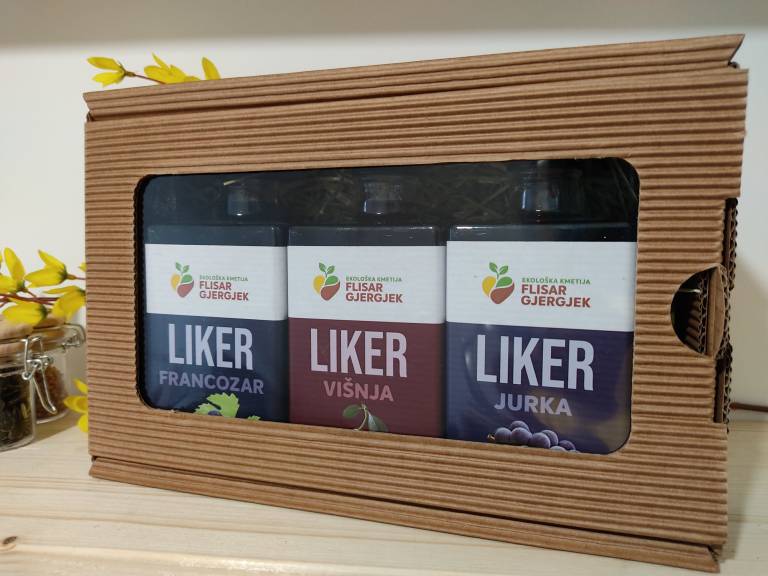 EKOLOŠKA KMETIJA
FLISAR
GJERGJEK
LIKER
FRANCOZAR
EKOLOŠKA KMETIJA
FLISAR
GJERGJEK
LIKER
VIŠNJA
EKOLOŠKA KMETIJA
FLISAR
GJERGJEK
LIKER
JURKA